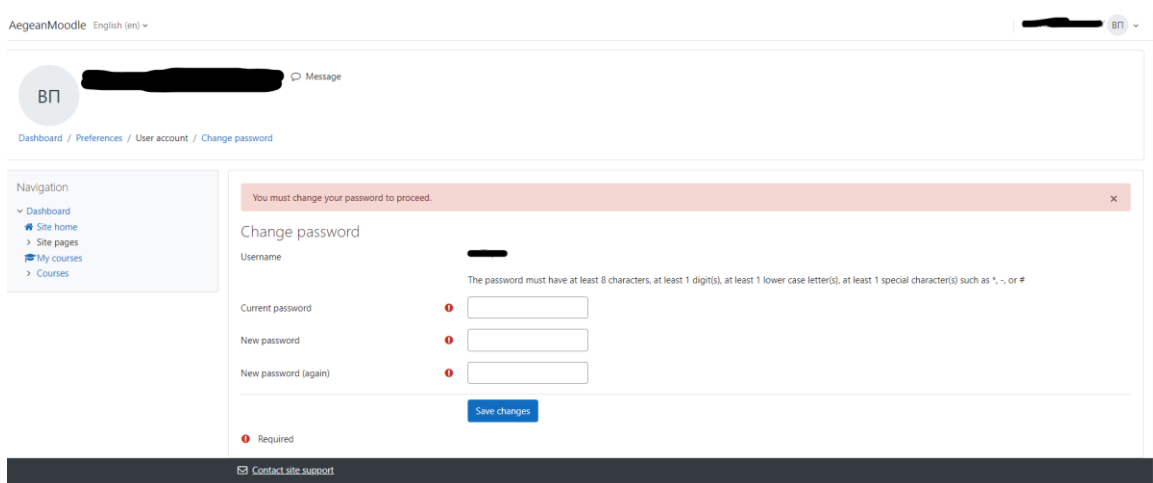 AegeanMoodle English (en)
ΒΠ
ΒΠ
Message
Dashboard / Preferences / User account / Change password
Navigation
Dashboard
Site home
Site pages
My courses
Courses
You must change your password to proceed. ×
Change password
Username
The password must have at least 8 characters, at least 1 digit(s), at least 1 lower case letter(s), at least 1 special character(s) such as *, -, or #
Current password
New password
New password (again)
Save changes
Required
Contact site support